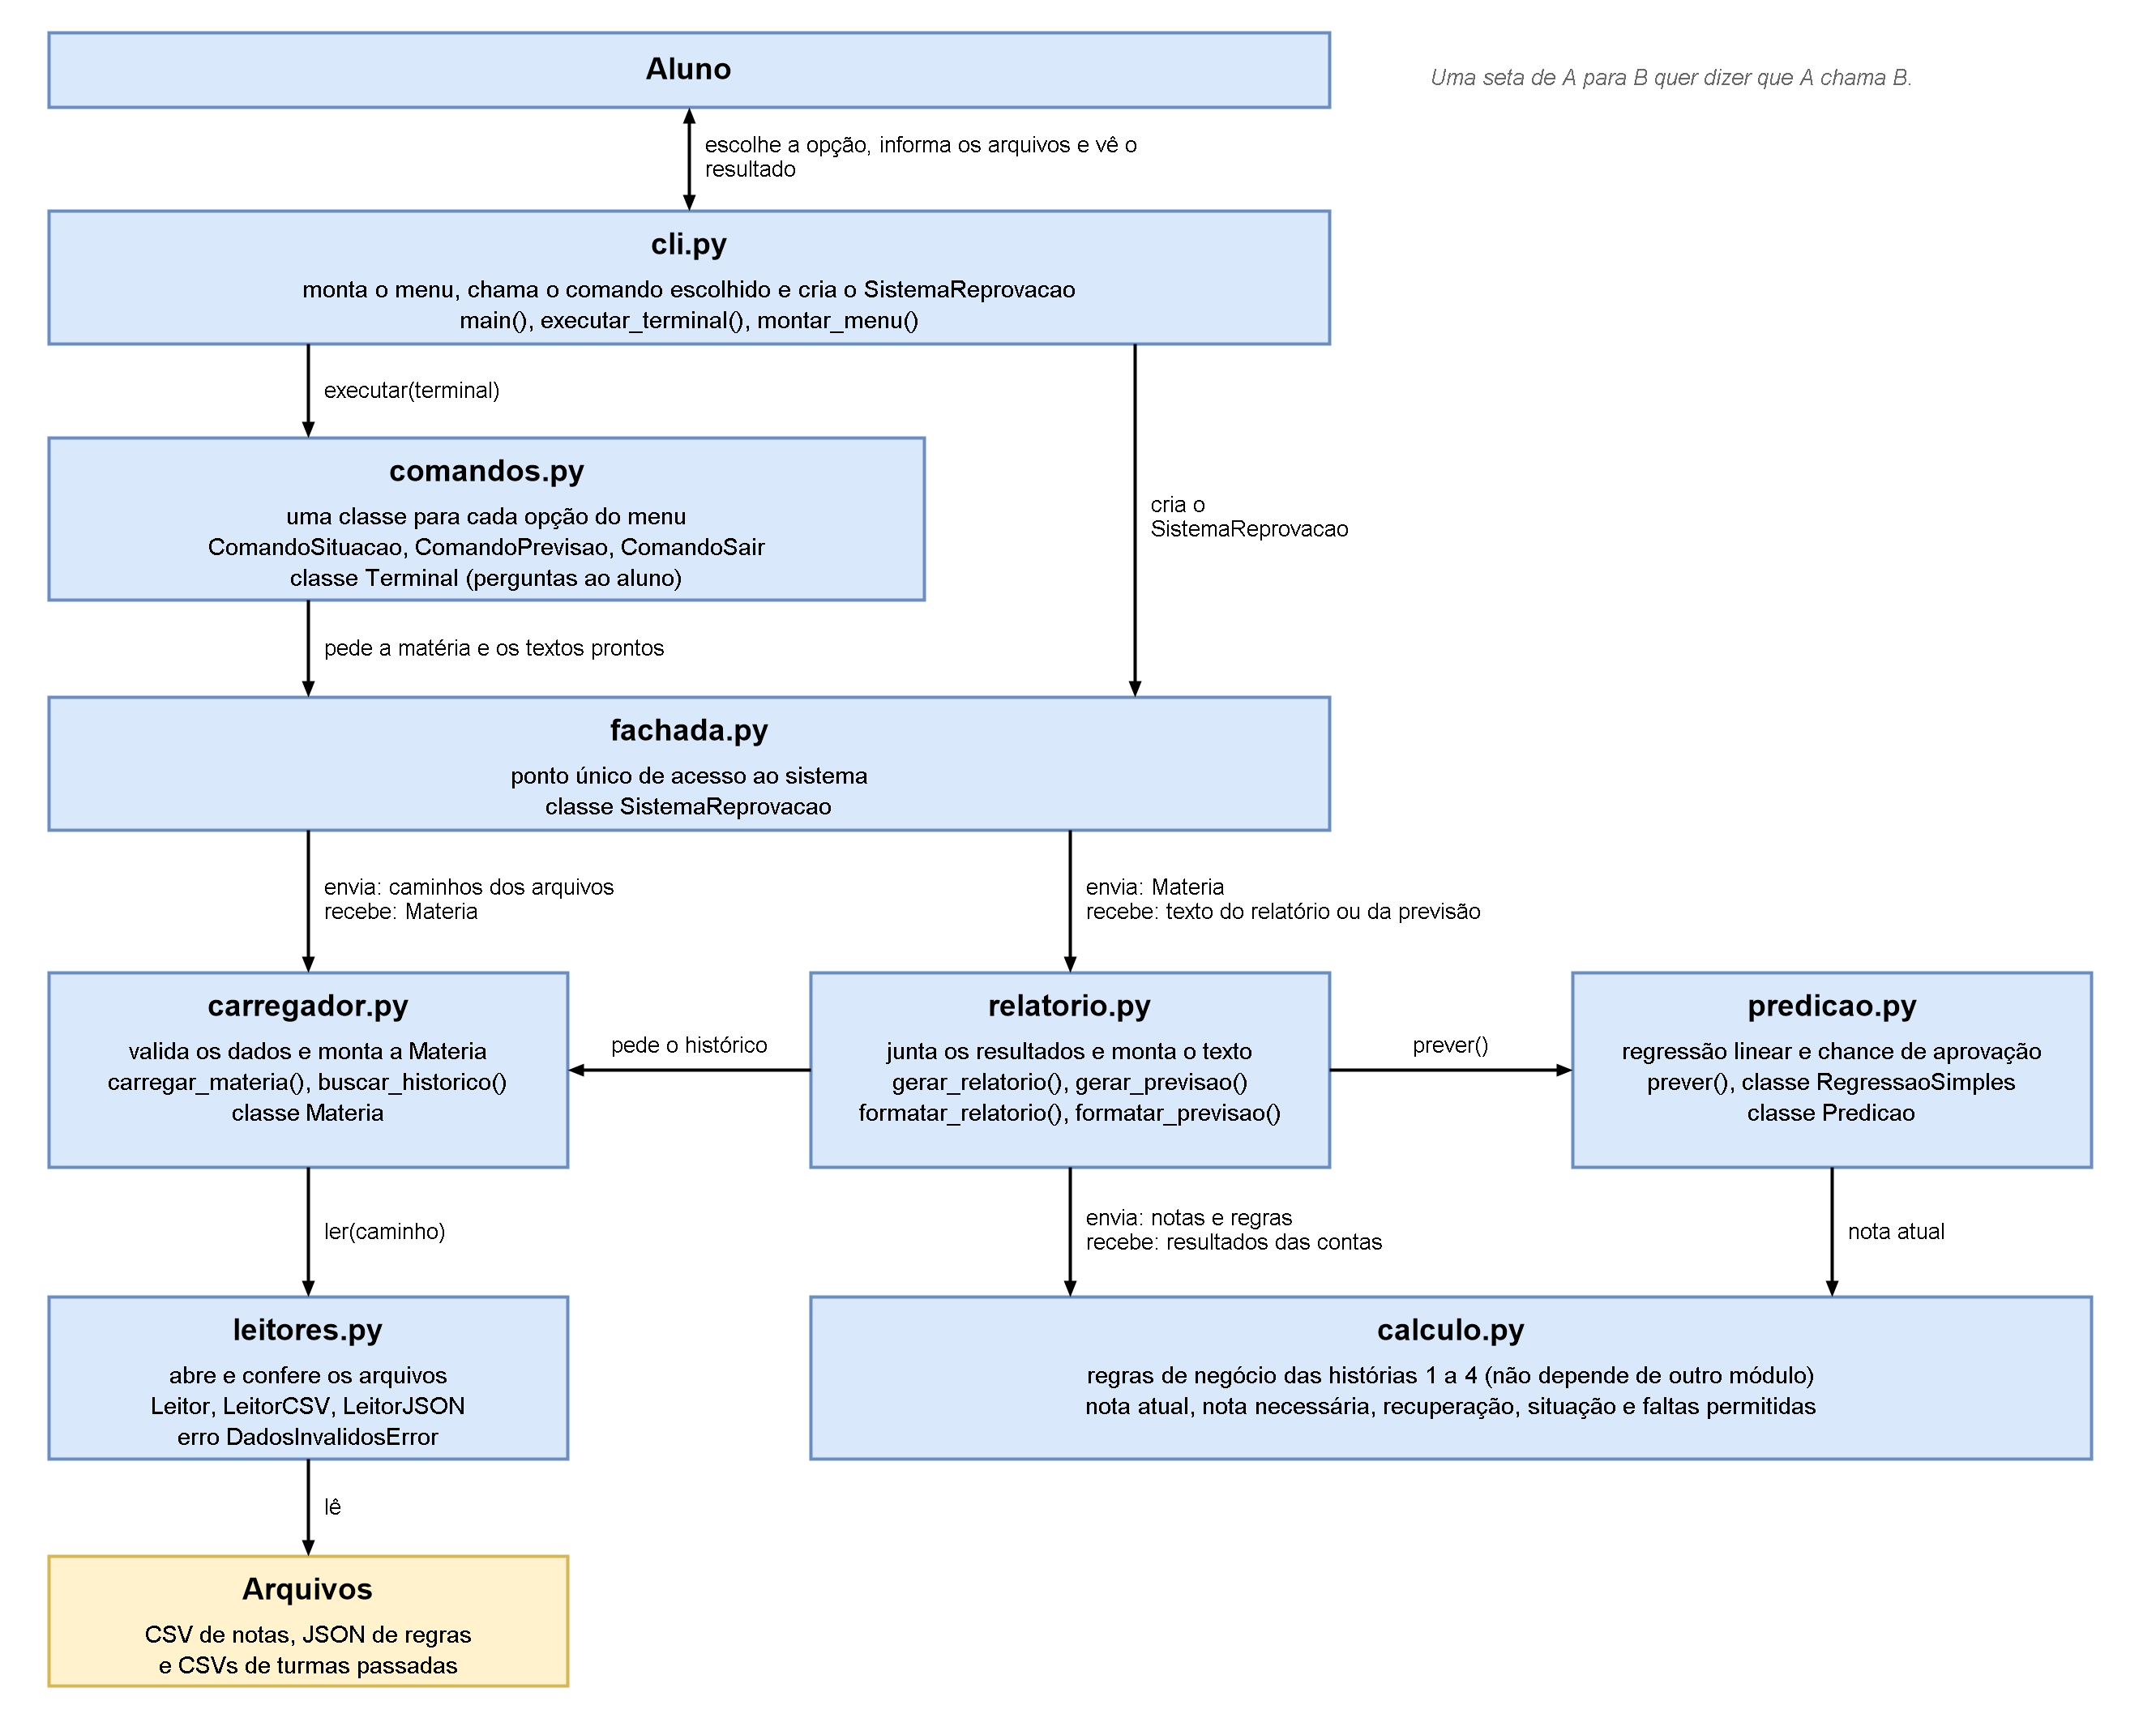 Aluno
Uma seta de A para B quer dizer que A chama B.
escolhe a opção, informa os arquivos e vê o
resultado
cli.py
monta o menu, chama o comando escolhido e cria o SistemaReprovacao
main(), executar_terminal(), montar_menu()
executar(terminal)
comandos.py
uma classe para cada opção do menu
ComandoSituacao, ComandoPrevisao, ComandoSair
classe Terminal (perguntas ao aluno)
cria o
SistemaReprovacao
pede a matéria e os textos prontos
fachada.py
ponto único de acesso ao sistema
classe SistemaReprovacao
envia: caminhos dos arquivos
recebe: Materia
envia: Materia
recebe: texto do relatório ou da previsão
carregador.py
valida os dados e monta a Materia
carregar_materia(), buscar_historico()
classe Materia
pede o histórico
relatorio.py
junta os resultados e monta o texto
gerar_relatorio(), gerar_previsao()
formatar_relatorio(), formatar_previsao()
prever()
predicao.py
regressão linear e chance de aprovação
prever(), classe RegressaoSimples
classe Predicao
ler(caminho)
envia: notas e regras
recebe: resultados das contas
nota atual
leitores.py
abre e confere os arquivos
Leitor, LeitorCSV, LeitorJSON
erro DadosInvalidosError
calculo.py
regras de negócio das histórias 1 a 4 (não depende de outro módulo)
nota atual, nota necessária, recuperação, situação e faltas permitidas
lê
Arquivos
CSV de notas, JSON de regras
e CSVs de turmas passadas